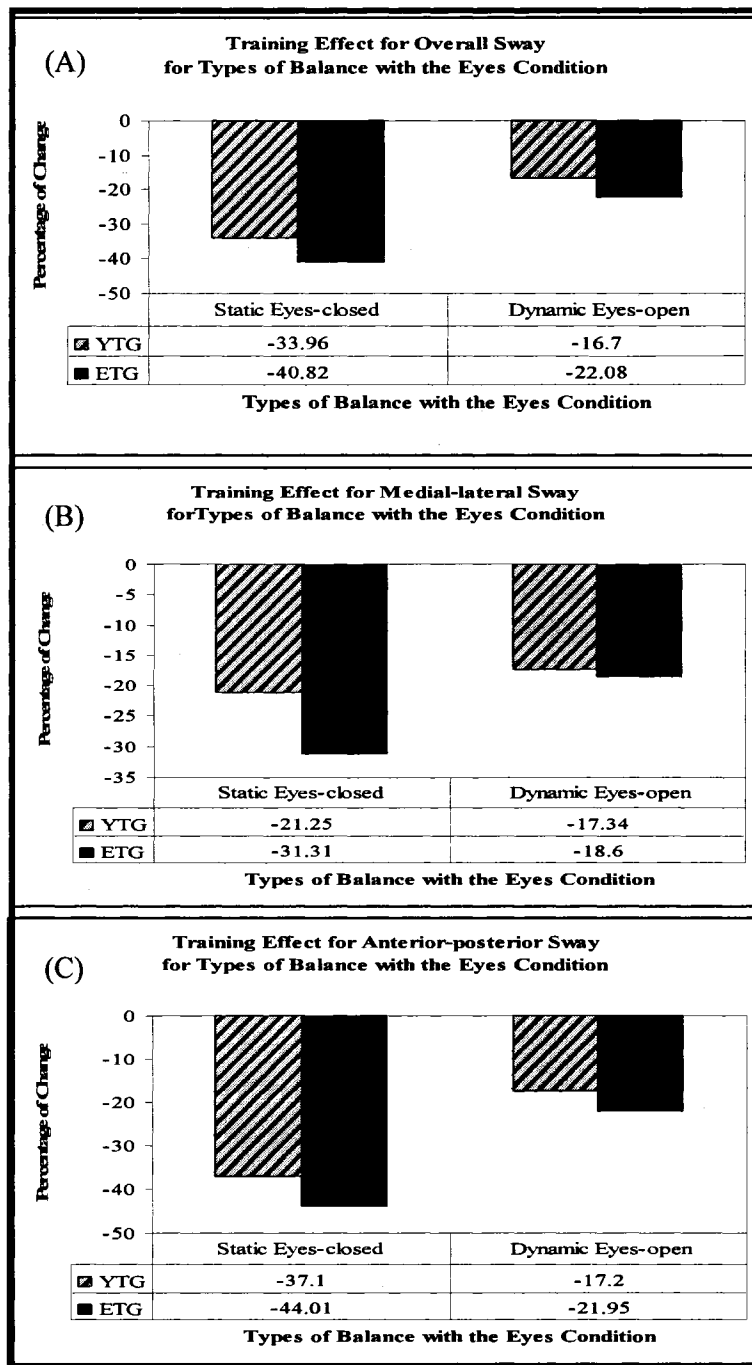 (A)
Training Effect for Overall Sway
for Types of Balance with the Eyes Condition
Percentage of Change
0
-10
-20
-30
-40
-50
Static Eyes-closed Dynamic Eyes-open
YTG -33.96 -16.7
ETG -40.82 -22.08
Types of Balance with the Eyes Condition
(B)
Training Effect for Medial-lateral Sway
forTypes of Balance with the Eyes Condition
Percentage of Change
0
-5
-10
-15
-20
-25
-30
-35
Static Eyes-closed Dynamic Eyes-open
YTG -21.25 -17.34
ETG -31.31 -18.6
Types of Balance with the Eyes Condition
(C)
Training Effect for Anterior-posterior Sway
for Types of Balance with the Eyes Condition
Percentage of Change
0
-10
-20
-30
-40
-50
Static Eyes-closed Dynamic Eyes-open
YTG -37.1 -17.2
ETG -44.01 -21.95
Types of Balance with the Eyes Condition